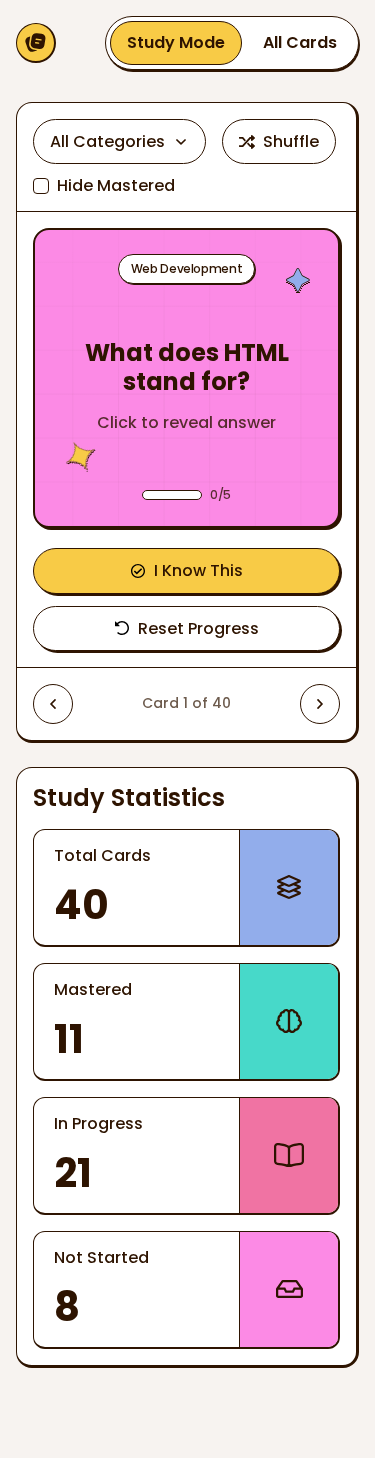 Study Mode
All Cards
All Categories
Shuffle
Hide Mastered
Web Development
What does HTML
stand for?
Click to reveal answer
0/5
I Know This
Reset Progress
Card 1 of 40
Study Statistics
Total Cards
40
Mastered
11
In Progress
21
Not Started
8